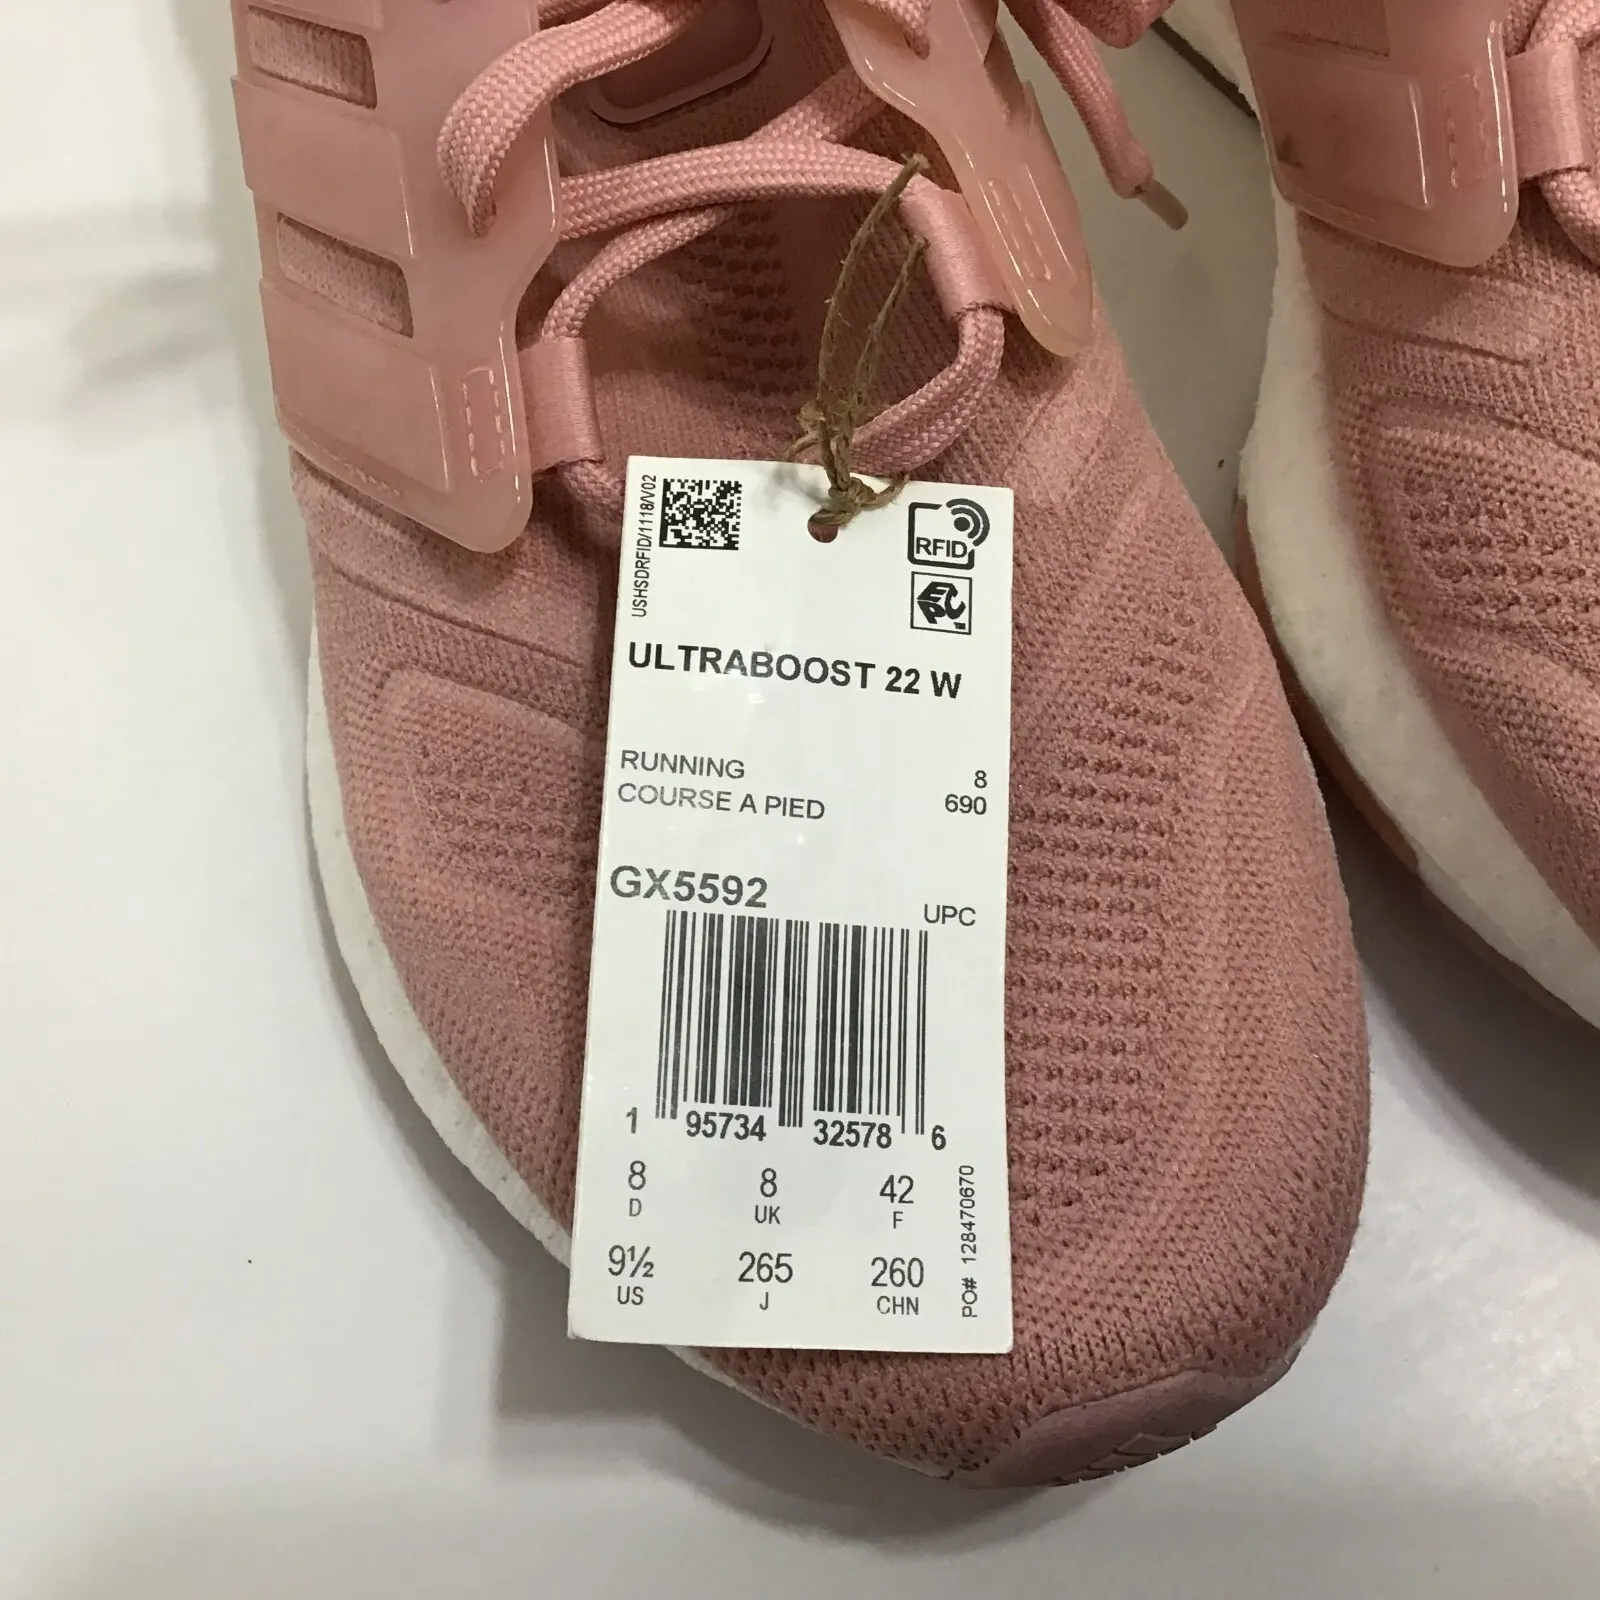 USHSDRFID/1118/V02
RFID
EPC™
ULTRABOOST 22 W
RUNNING 8
COURSE A PIED 690
GX5592
UPC
1 95734 32578 6
8 8 42
D UK F
9½ 265 260
US J CHN
PO# 128470670